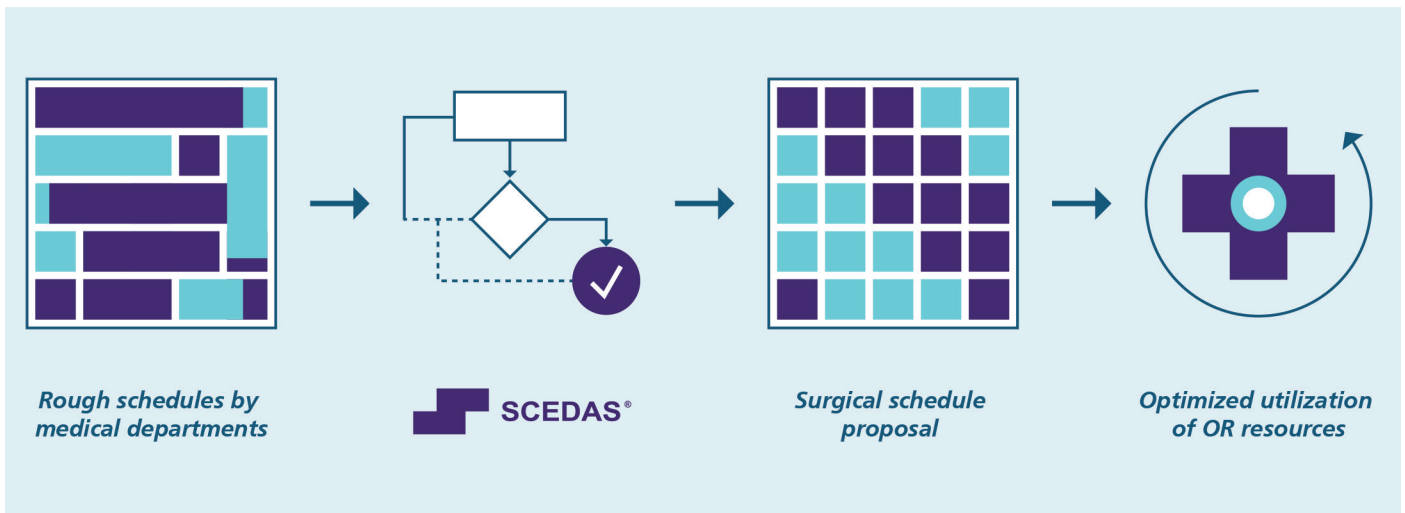 Rough schedules by
medical departments
SCEDAS®
Surgical schedule
proposal
Optimized utilization
of OR resources